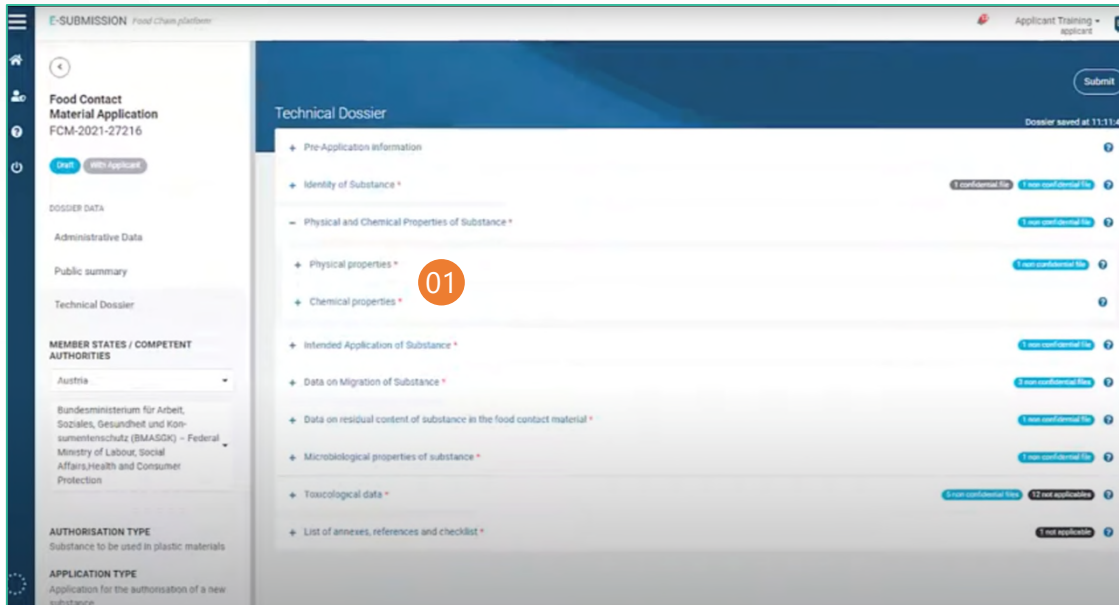 E-SUBMISSION Food Chain platform
Applicant Training
applicant
Food Contact
Material Application
FCM-2021-27216
Draft
With Applicant
DOSSIER DATA
Administrative Data
Public summary
Technical Dossier
MEMBER STATES / COMPETENT
AUTHORITIES
Austria
Bundesministerium für Arbeit,
Soziales, Gesundheit und Kon-
sumentenschutz (BMASGK) – Federal
Ministry of Labour, Social
Affairs,Health and Consumer
Protection
AUTHORISATION TYPE
Substance to be used in plastic materials
APPLICATION TYPE
Application for the authorisation of a new
substance
Submit
Technical Dossier
Dossier saved at 11:11:4
+ Pre-Application information
+ Identity of Substance * 1 confidential file 1 non confidential file
− Physical and Chemical Properties of Substance * 1 non confidential file
+ Physical properties * 1 non confidential file
01
+ Chemical properties *
+ Intended Application of Substance * 1 non confidential file
+ Data on Migration of Substance * 3 non confidential files
+ Data on residual content of substance in the food contact material * 1 non confidential file
+ Microbiological properties of substance * 1 non confidential file
+ Toxicological data * 5 non confidential files 12 not applicables
+ List of annexes, references and checklist * 1 not applicable